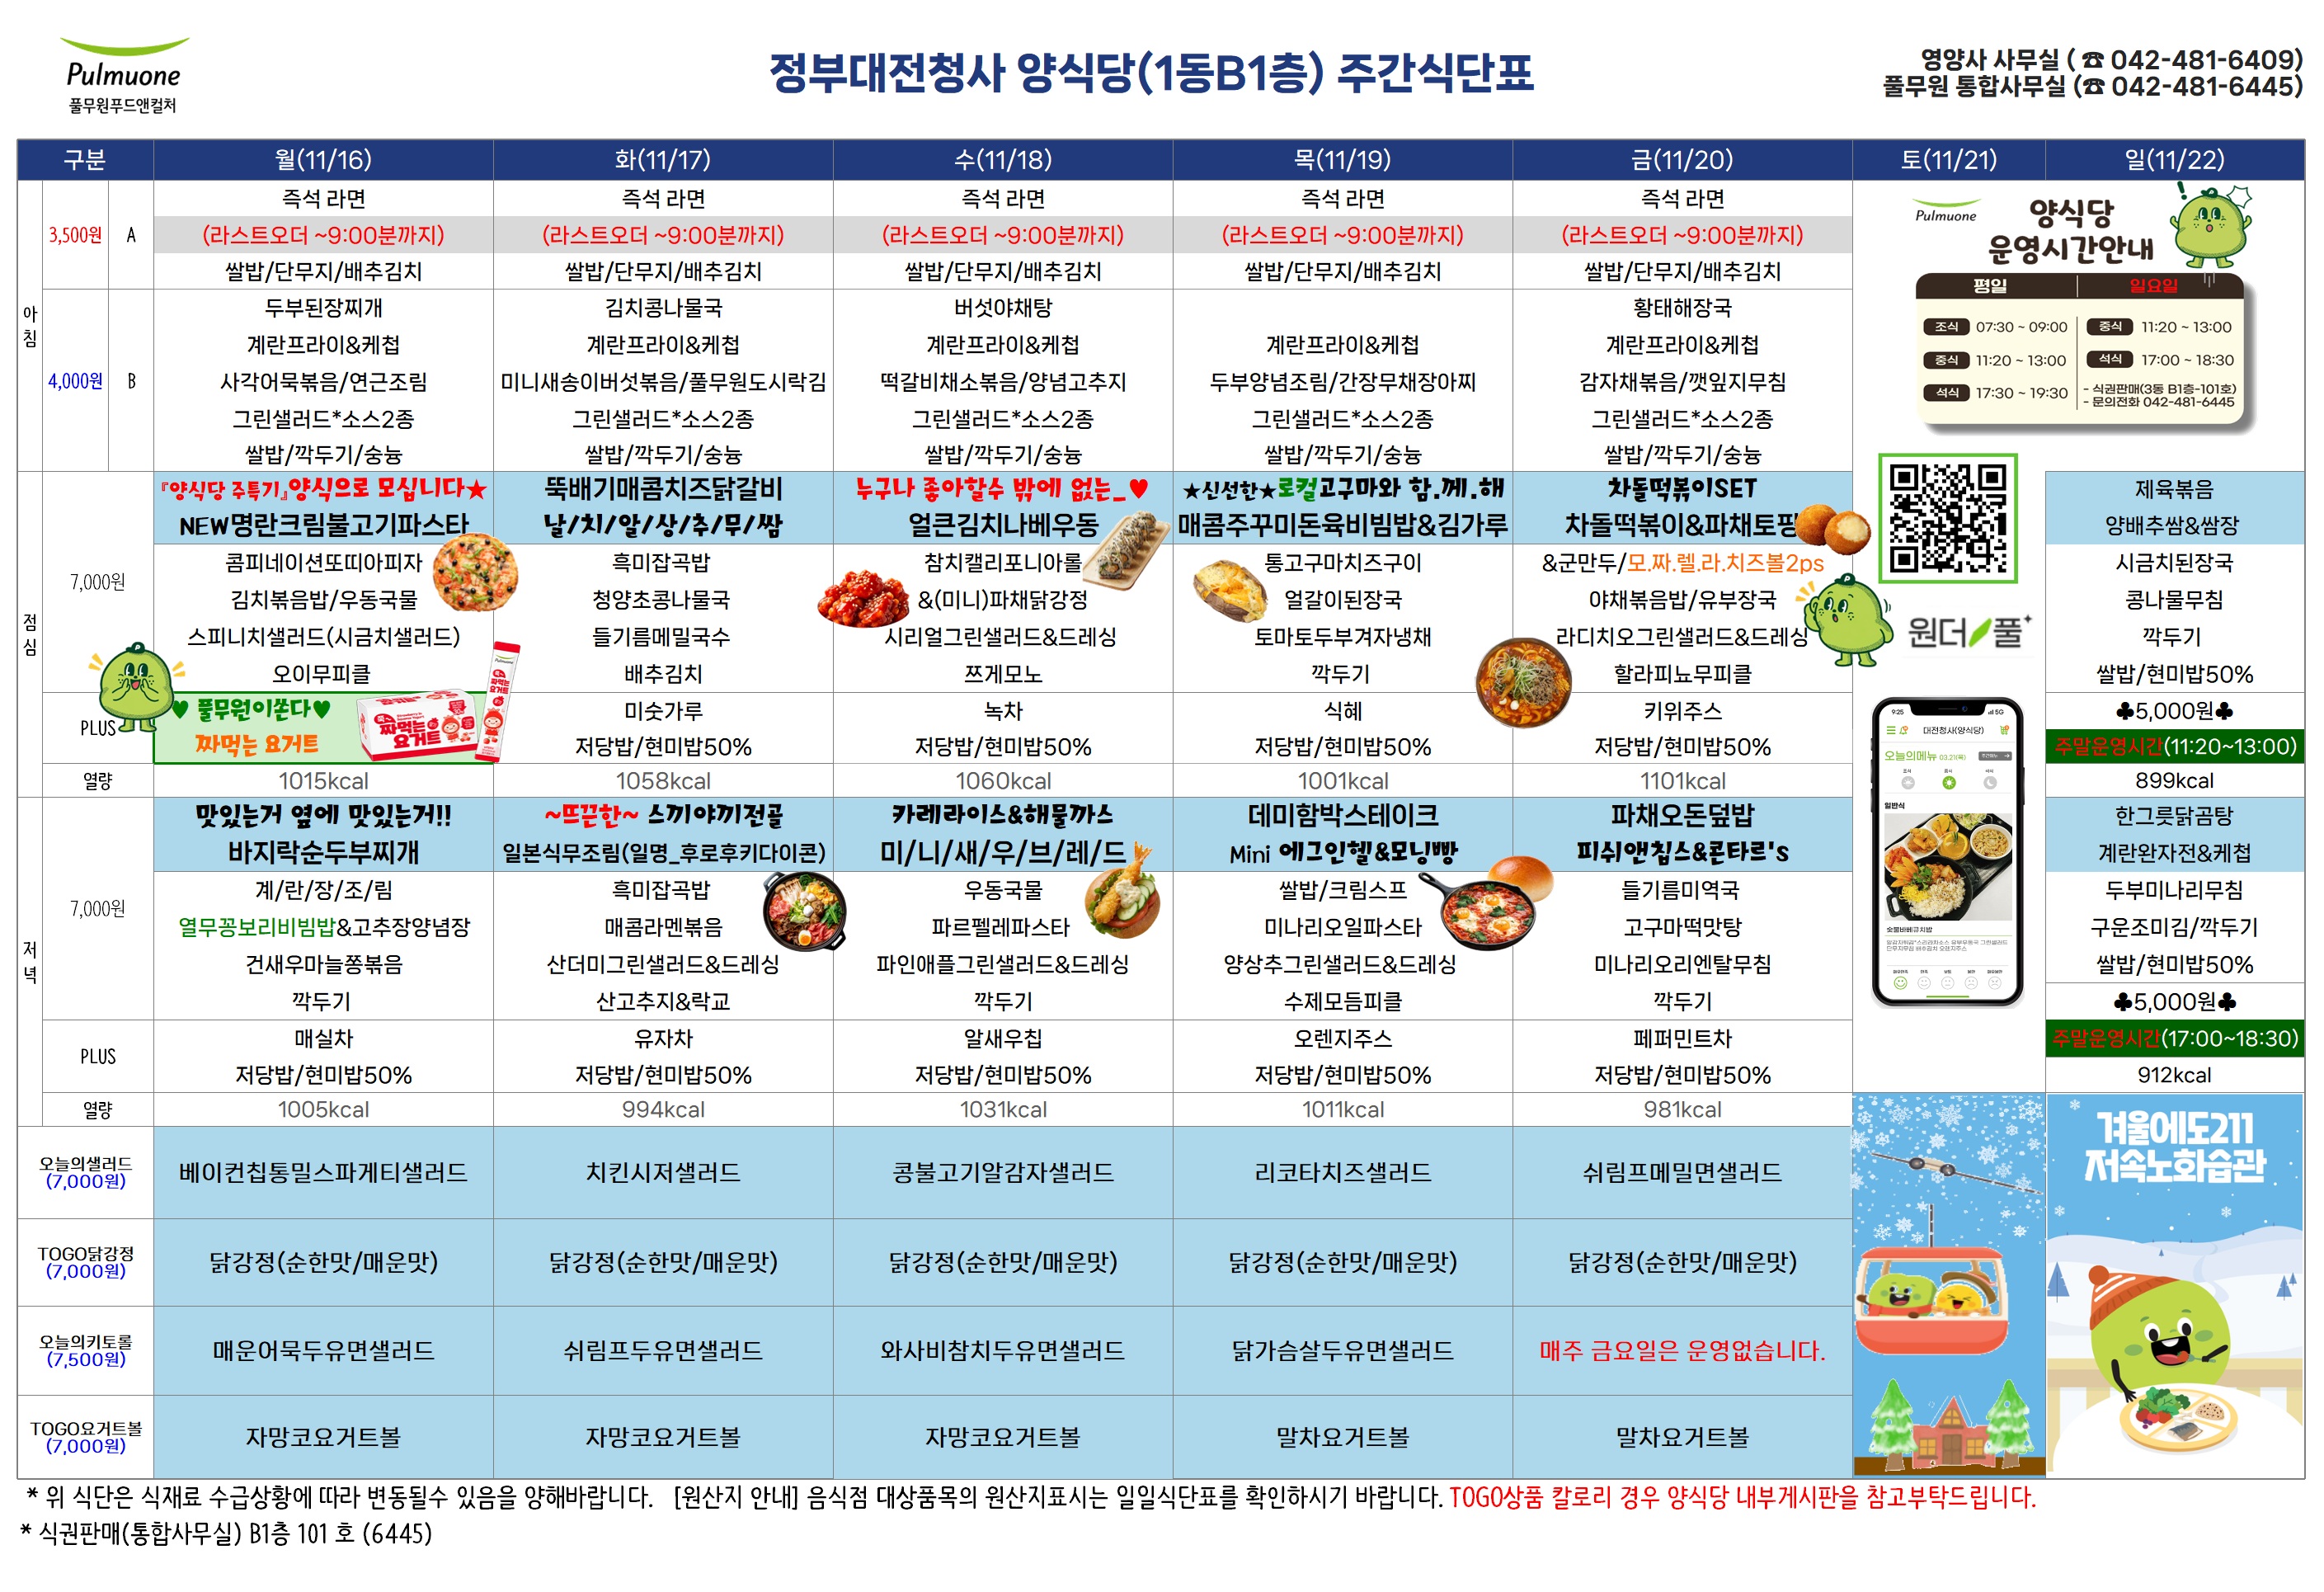 Pulmuone
풀무원푸드앤컬처
정부대전청사 양식당(1동B1층) 주간식단표
영양사 사무실 ( ☎ 042-481-6409)
풀무원 통합사무실 (☎ 042-481-6445)
구분 월(11/16) 화(11/17) 수(11/18) 목(11/19) 금(11/20) 토(11/21) 일(11/22)
아침
3,500원 A
즉석 라면 즉석 라면 즉석 라면 즉석 라면 즉석 라면
(라스트오더 ~9:00분까지) (라스트오더 ~9:00분까지) (라스트오더 ~9:00분까지) (라스트오더 ~9:00분까지) (라스트오더 ~9:00분까지)
쌀밥/단무지/배추김치 쌀밥/단무지/배추김치 쌀밥/단무지/배추김치 쌀밥/단무지/배추김치 쌀밥/단무지/배추김치
4,000원 B
두부된장찌개 김치콩나물국 버섯야채탕 황태해장국
계란프라이&케첩 계란프라이&케첩 계란프라이&케첩 계란프라이&케첩 계란프라이&케첩
사각어묵볶음/연근조림 미니새송이버섯볶음/풀무원도시락김 떡갈비채소볶음/양념고추지 두부양념조림/간장무채장아찌 감자채볶음/깻잎지무침
그린샐러드*소스2종 그린샐러드*소스2종 그린샐러드*소스2종 그린샐러드*소스2종 그린샐러드*소스2종
쌀밥/깍두기/숭늉 쌀밥/깍두기/숭늉 쌀밥/깍두기/숭늉 쌀밥/깍두기/숭늉 쌀밥/깍두기/숭늉
Pulmuone
양식당
운영시간안내
평일 일요일
조식 07:30 ~ 09:00 중식 11:20 ~ 13:00
중식 11:20 ~ 13:00 석식 17:00 ~ 18:30
석식 17:30 ~ 19:30
- 식권판매(3동 B1층-101호)
- 문의전화 042-481-6445
점심
7,000원
『양식당 주특기』양식으로 모십니다★ 뚝배기매콤치즈닭갈비 누구나 좋아할수 밖에 없는_♥ ★신선한★로컬고구마와 함.께.해 차돌떡볶이SET 제육볶음
NEW명란크림불고기파스타 날/치/알/상/추/무/쌈 얼큰김치나베우동 매콤주꾸미돈육비빔밥&김가루 차돌떡볶이&파채토핑 양배추쌈&쌈장
콤피네이션또띠아피자 흑미잡곡밥 참치캘리포니아롤 통고구마치즈구이 &군만두/모.짜.렐.라.치즈볼2ps 시금치된장국
김치볶음밥/우동국물 청양초콩나물국 &(미니)파채닭강정 얼갈이된장국 야채볶음밥/유부장국 콩나물무침
스피니치샐러드(시금치샐러드) 들기름메밀국수 시리얼그린샐러드&드레싱 토마토두부겨자냉채 라디치오그린샐러드&드레싱 깍두기
오이무피클 배추김치 쯔게모노 깍두기 할라피뇨무피클 쌀밥/현미밥50%
원더풀
PLUS
♥ 풀무원이쏜다♥ 미숫가루 녹차 식혜 키위주스 ♣5,000원♣
짜먹는 요거트 저당밥/현미밥50% 저당밥/현미밥50% 저당밥/현미밥50% 저당밥/현미밥50% 주말운영시간(11:20~13:00)
짜먹는
요거트
Pulmuone
짜먹는
요거트
열량 1015kcal 1058kcal 1060kcal 1001kcal 1101kcal 899kcal
저녁
7,000원
맛있는거 옆에 맛있는거!! ~뜨끈한~ 스끼야끼전골 카레라이스&해물까스 데미함박스테이크 파채오돈덮밥 한그릇닭곰탕
바지락순두부찌개 일본식무조림(일명_후로후키다이콘) 미/니/새/우/브/레/드 Mini 에그인헬&모닝빵 피쉬앤칩스&콘타르's 계란완자전&케첩
계/란/장/조/림 흑미잡곡밥 우동국물 쌀밥/크림스프 들기름미역국 두부미나리무침
열무꽁보리비빔밥&고추장양념장 매콤라멘볶음 파르펠레파스타 미나리오일파스타 고구마떡맛탕 구운조미김/깍두기
건새우마늘쫑볶음 산더미그린샐러드&드레싱 파인애플그린샐러드&드레싱 양상추그린샐러드&드레싱 미나리오리엔탈무침 쌀밥/현미밥50%
깍두기 산고추지&락교 깍두기 수제모듬피클 깍두기 ♣5,000원♣
PLUS
매실차 유자차 알새우칩 오렌지주스 페퍼민트차 주말운영시간(17:00~18:30)
저당밥/현미밥50% 저당밥/현미밥50% 저당밥/현미밥50% 저당밥/현미밥50% 저당밥/현미밥50% 912kcal
열량 1005kcal 994kcal 1031kcal 1011kcal 981kcal
9:25 5G
대전청사(양식당)
오늘의메뉴 03.21(목)
일반식
숯불바베큐치밥
오늘의샐러드
(7,000원)
베이컨칩통밀스파게티샐러드 치킨시저샐러드 콩불고기알감자샐러드 리코타치즈샐러드 쉬림프메밀면샐러드
TOGO닭강정
(7,000원)
닭강정(순한맛/매운맛) 닭강정(순한맛/매운맛) 닭강정(순한맛/매운맛) 닭강정(순한맛/매운맛) 닭강정(순한맛/매운맛)
오늘의키토롤
(7,500원)
매운어묵두유면샐러드 쉬림프두유면샐러드 와사비참치두유면샐러드 닭가슴살두유면샐러드 매주 금요일은 운영없습니다.
TOGO요거트볼
(7,000원)
자망코요거트볼 자망코요거트볼 자망코요거트볼 말차요거트볼 말차요거트볼
겨울에도211
저속노화습관
* 위 식단은 식재료 수급상황에 따라 변동될수 있음을 양해바랍니다. [원산지 안내] 음식점 대상품목의 원산지표시는 일일식단표를 확인하시기 바랍니다. TOGO상품 칼로리 경우 양식당 내부게시판을 참고부탁드립니다.
* 식권판매(통합사무실) B1층 101 호 (6445)